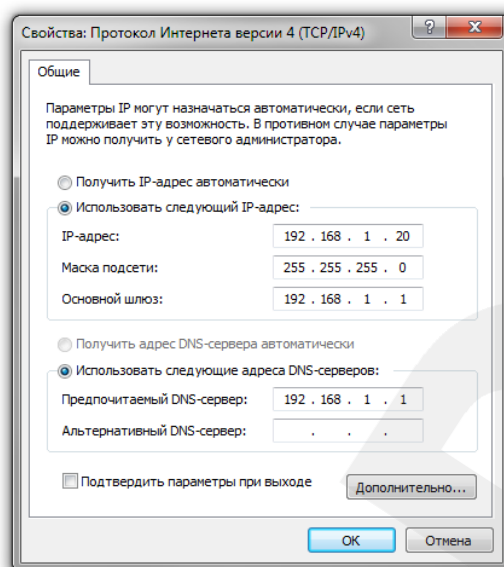 Свойства: Протокол Интернета версии 4 (TCP/IPv4)
Общие
Параметры IP могут назначаться автоматически, если сеть
поддерживает эту возможность. В противном случае параметры
IP можно получить у сетевого администратора.
Получить IP-адрес автоматически
Использовать следующий IP-адрес:
IP-адрес: 192 . 168 . 1 . 20
Маска подсети: 255 . 255 . 255 . 0
Основной шлюз: 192 . 168 . 1 . 1
Получить адрес DNS-сервера автоматически
Использовать следующие адреса DNS-серверов:
Предпочитаемый DNS-сервер: 192 . 168 . 1 . 1
Альтернативный DNS-сервер: . . .
Подтвердить параметры при выходе
Дополнительно...
OK Отмена